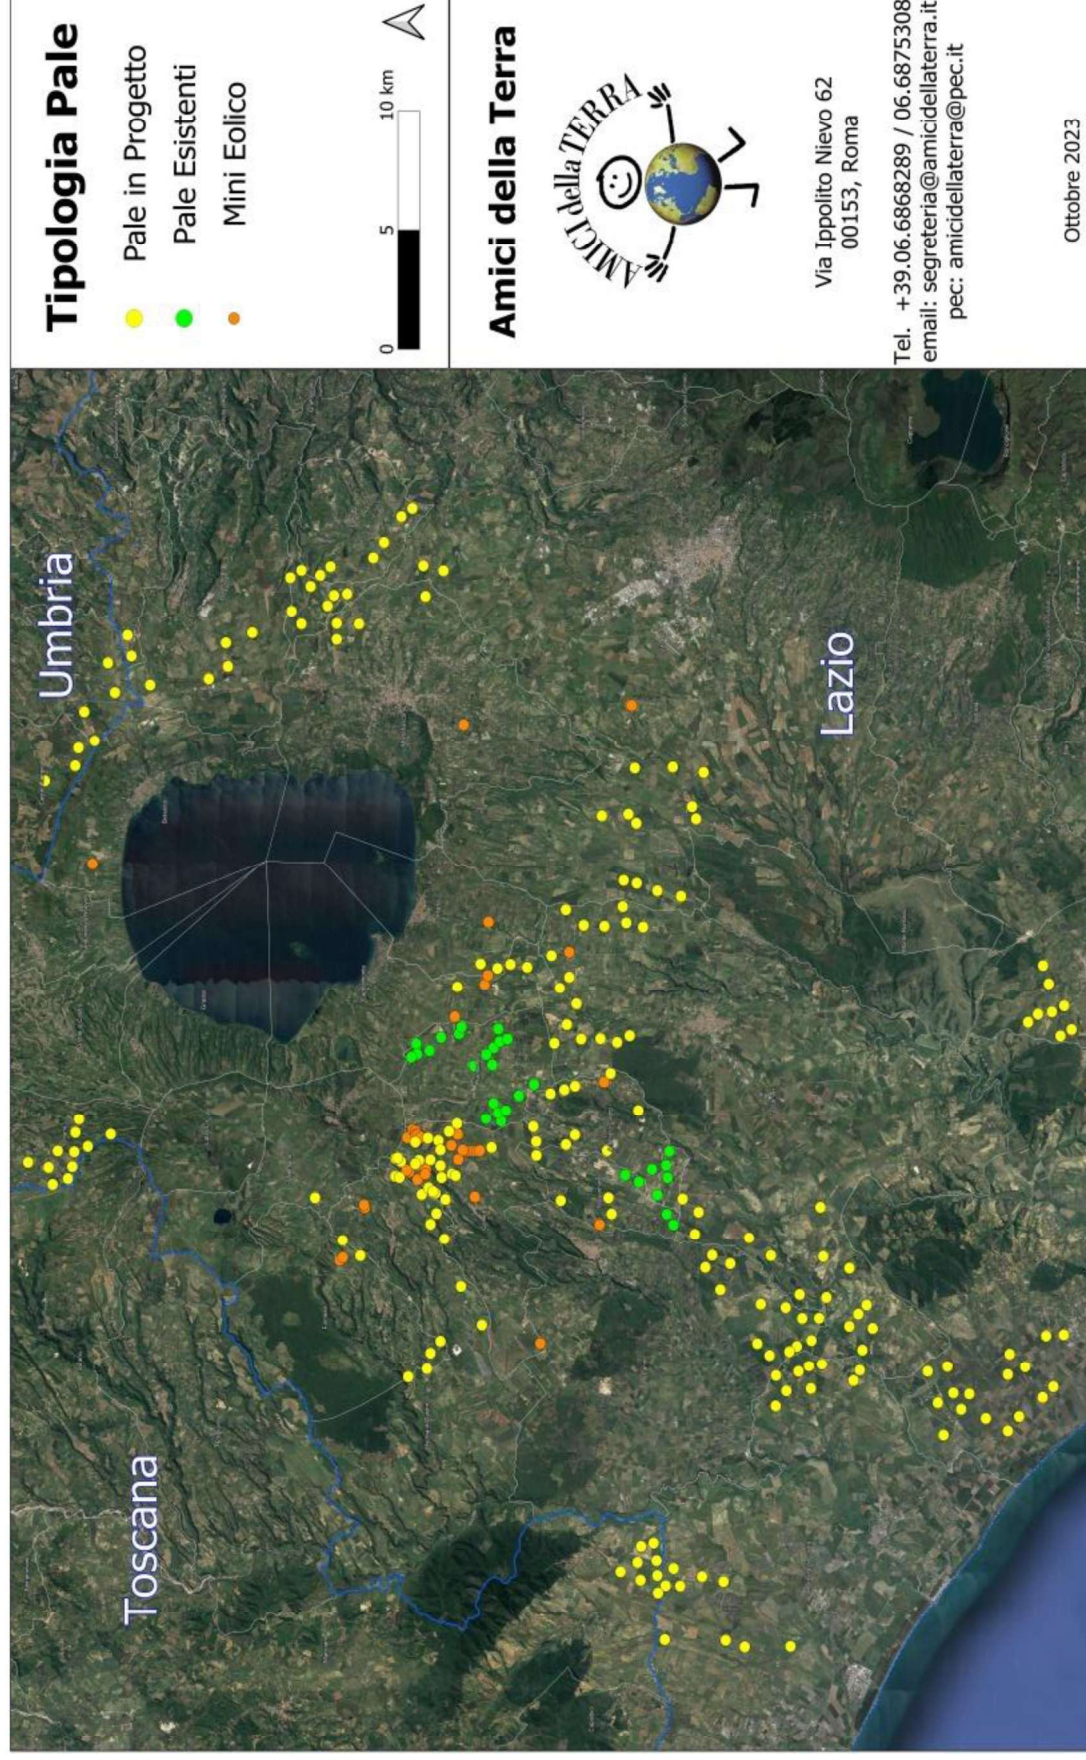 Tipologia Pale
Pale in Progetto
Pale Esistenti
Mini Eolico
0 5 10 km
Amici della Terra
AMICI della TERRA
Via Ippolito Nievo 62
00153, Roma
Tel. +39.06.6868289 / 06.6875308
email: segreteria@amicidellaterra.it
pec: amicidellaterra@pec.it
Ottobre 2023
Umbria
Toscana
Lazio